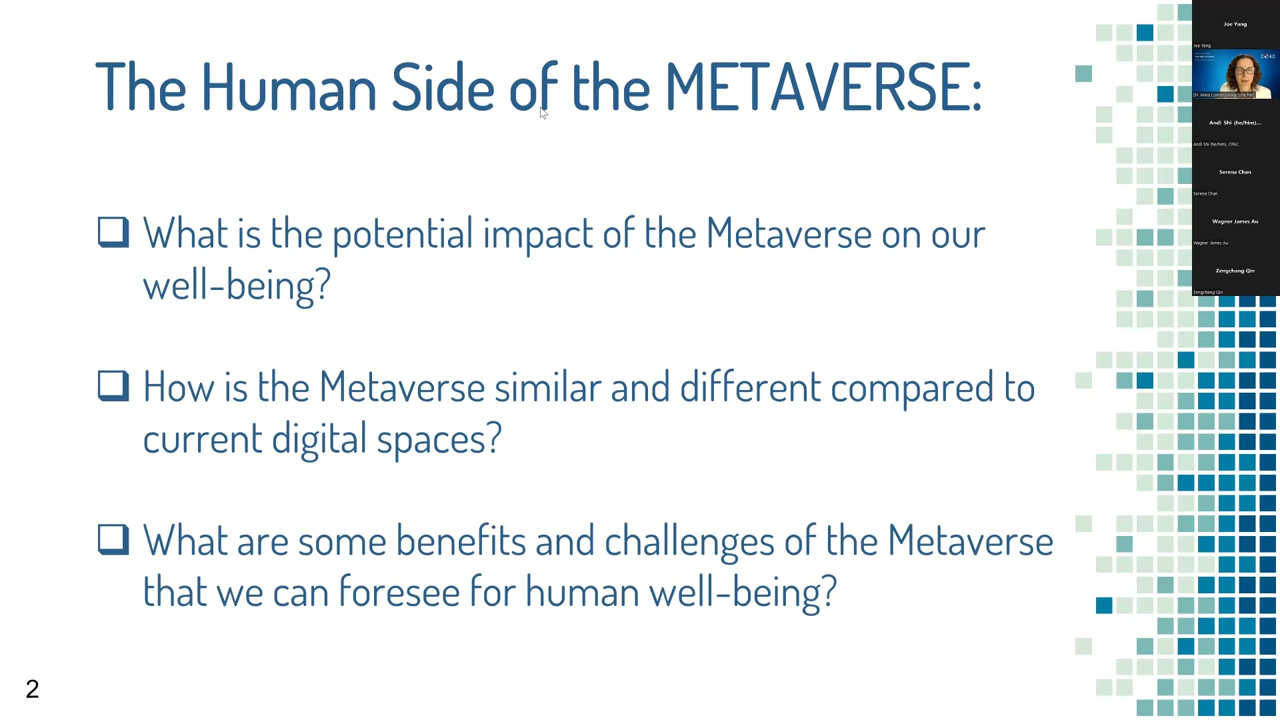 The Human Side of the METAVERSE:
What is the potential impact of the Metaverse on our
well-being?
How is the Metaverse similar and different compared to
current digital spaces?
What are some benefits and challenges of the Metaverse
that we can foresee for human well-being?
2
Joe Yang
Joe Yang
Dr. Anna
Andi Shi (he/him)...
Andi Shi (he/him), CPAC
Serena Chan
Serena Chan
Wagner James Au
Wagner James Au
Zengchang Qin
Zengchang Qin